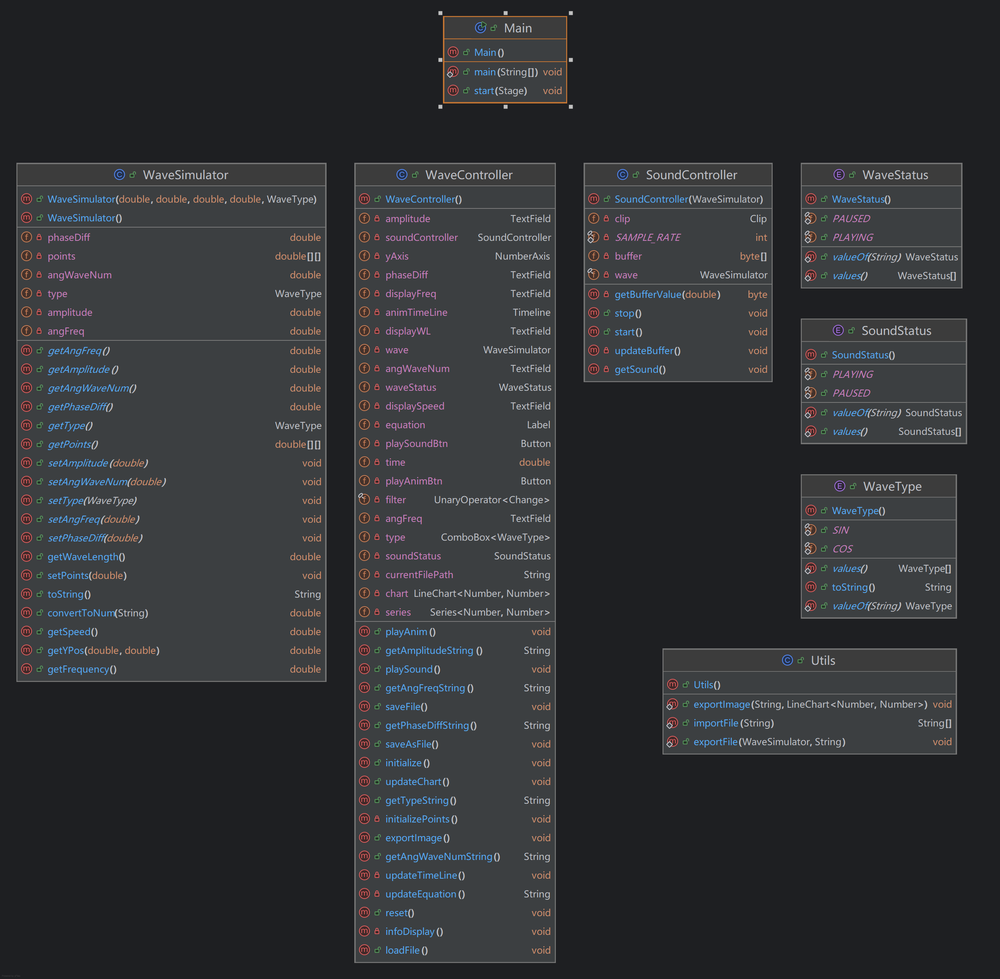 Main
Main()
main(String[]) void
start(Stage) void
WaveSimulator
WaveSimulator(double, double, double, double, WaveType)
WaveSimulator()
phaseDiff double
points double[][]
angWaveNum double
type WaveType
amplitude double
angFreq double
getAngFreq() double
getAmplitude() double
getAngWaveNum() double
getPhaseDiff() double
getType() WaveType
getPoints() double[][]
setAmplitude(double) void
setAngWaveNum(double) void
setType(WaveType) void
setAngFreq(double) void
setPhaseDiff(double) void
getWaveLength() double
setPoints(double) void
toString() String
convertToNum(String) double
getSpeed() double
getYPos(double, double) double
getFrequency() double
WaveController
WaveController()
amplitude TextField
soundController SoundController
yAxis NumberAxis
phaseDiff TextField
displayFreq TextField
animTimeLine Timeline
displayWL TextField
wave WaveSimulator
angWaveNum TextField
waveStatus WaveStatus
displaySpeed TextField
equation Label
playSoundBtn Button
time double
playAnimBtn Button
filter UnaryOperator<Change>
angFreq TextField
type ComboBox<WaveType>
soundStatus SoundStatus
currentFilePath String
chart LineChart<Number, Number>
series Series<Number, Number>
playAnim() void
getAmplitudeString() String
playSound() void
getAngFreqString() String
saveFile() void
getPhaseDiffString() String
saveAsFile() void
initialize() void
updateChart() void
getTypeString() String
initializePoints() void
exportImage() void
getAngWaveNumString() String
updateTimeLine() void
updateEquation() String
reset() void
infoDisplay() void
loadFile() void
SoundController
SoundController(WaveSimulator)
clip Clip
SAMPLE_RATE int
buffer byte[]
wave WaveSimulator
getBufferValue(double) byte
stop() void
start() void
updateBuffer() void
getSound() void
WaveStatus
WaveStatus()
PAUSED
PLAYING
valueOf(String) WaveStatus
values() WaveStatus[]
SoundStatus
SoundStatus()
PLAYING
PAUSED
valueOf(String) SoundStatus
values() SoundStatus[]
WaveType
WaveType()
SIN
COS
values() WaveType[]
toString() String
valueOf(String) WaveType
Utils
Utils()
exportImage(String, LineChart<Number, Number>) void
importFile(String) String[]
exportFile(WaveSimulator, String) void